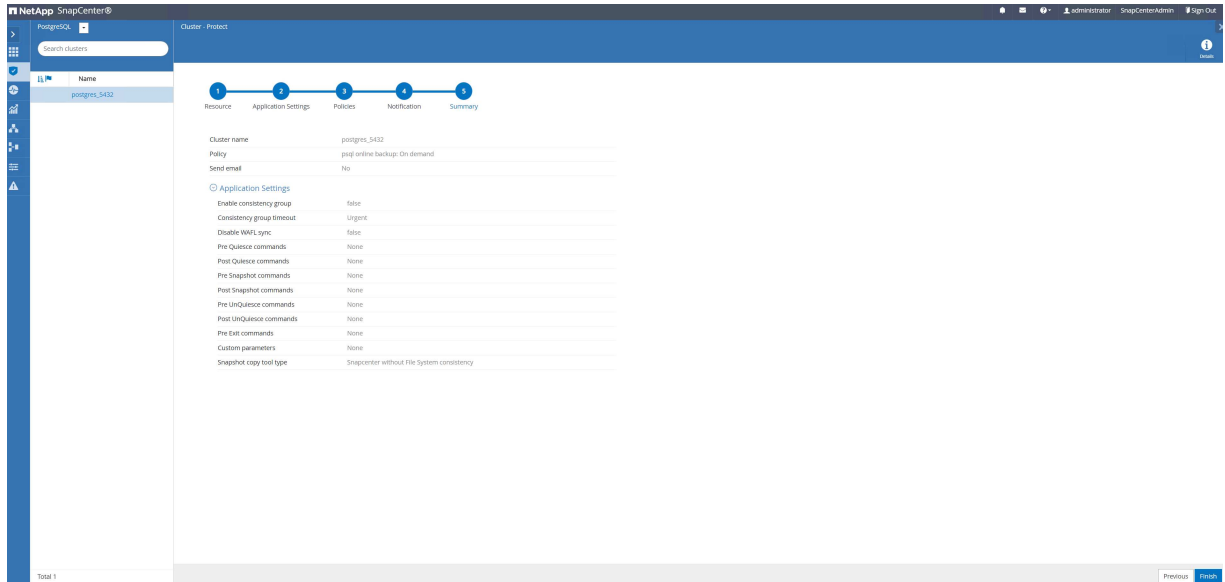 NetApp SnapCenter®
administrator SnapCenterAdmin Sign Out
PostgreSQL
Search clusters
Name
postgres_5432
Total 1
Cluster - Protect
Details
1 2 3 4 5
Resource Application Settings Policies Notification Summary
Cluster name postgres_5432
Policy psql online backup: On demand
Send email No
Application Settings
Enable consistency group false
Consistency group timeout Urgent
Disable WAFL sync false
Pre Quiesce commands None
Post Quiesce commands None
Pre Snapshot commands None
Post Snapshot commands None
Pre UnQuiesce commands None
Post UnQuiesce commands None
Pre Exit commands None
Custom parameters None
Snapshot copy tool type Snapcenter without File System consistency
Previous Finish